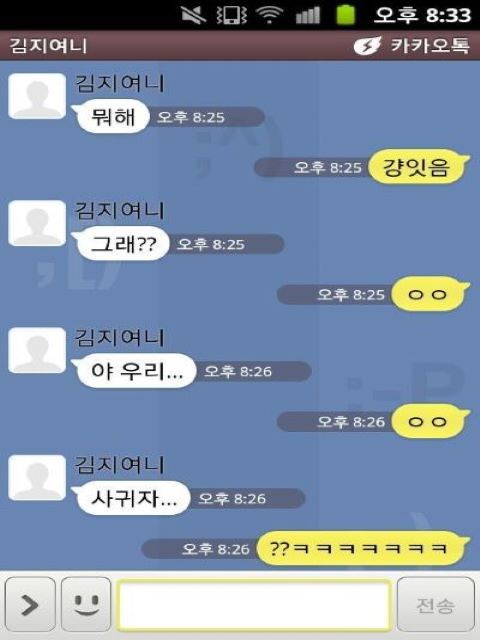 오후 8:33
김지여니 카카오톡
김지여니
뭐해 오후 8:25
오후 8:25 걍잇음
김지여니
그래?? 오후 8:25
오후 8:25 ㅇㅇ
김지여니
야 우리... 오후 8:26
오후 8:26 ㅇㅇ
김지여니
사귀자... 오후 8:26
오후 8:26 ??ㅋㅋㅋㅋㅋㅋㅋ
전송